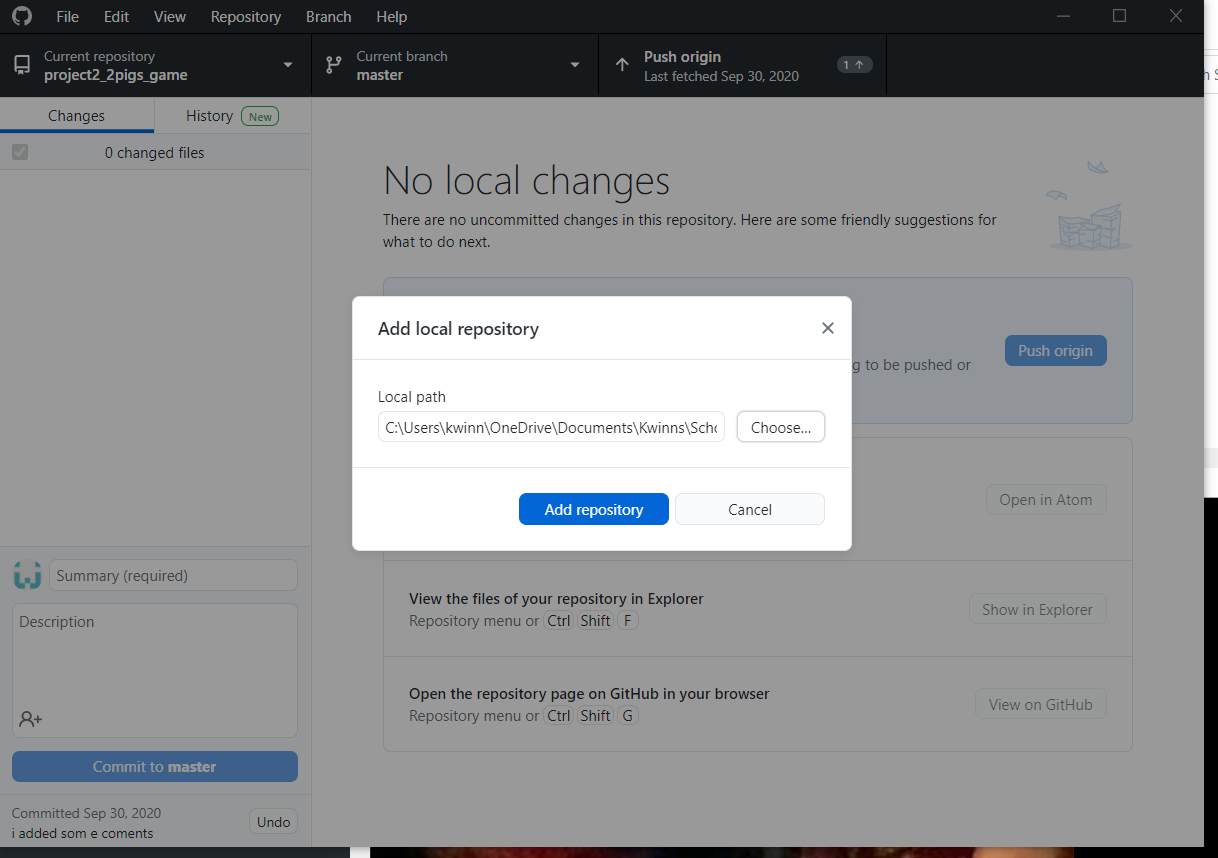 File Edit View Repository Branch Help
Current repository
project2_2pigs_game
Current branch
master
Push origin
Last fetched Sep 30, 2020
1
Changes
History New
0 changed files
No local changes
There are no uncommitted changes in this repository. Here are some friendly suggestions for
what to do next.
g to be pushed or
Push origin
Add local repository
Local path
C:\Users\kwinn\OneDrive\Documents\Kwinns\Scho
Choose...
Add repository
Cancel
Open in Atom
View the files of your repository in Explorer
Repository menu or Ctrl Shift F
Show in Explorer
Open the repository page on GitHub in your browser
Repository menu or Ctrl Shift G
View on GitHub
Summary (required)
Description
Commit to master
Committed Sep 30, 2020
i added som e coments
Undo